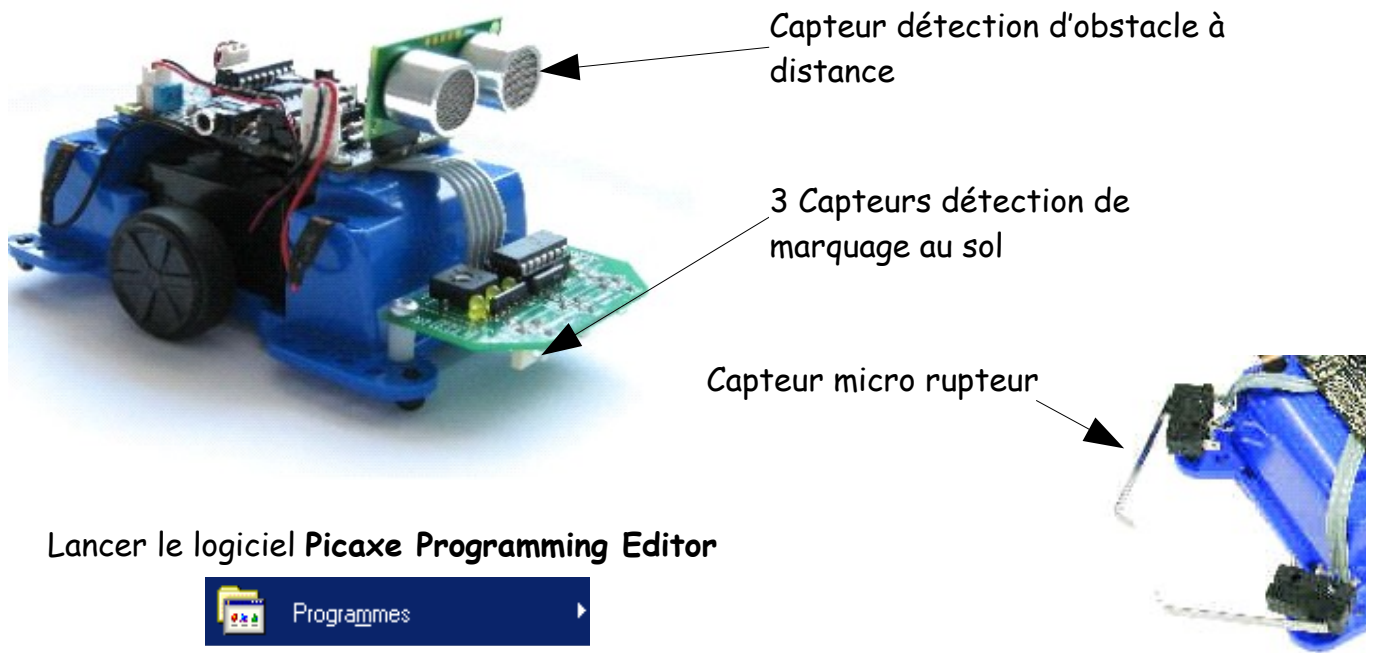 Capteur détection d'obstacle à
distance
3 Capteurs détection de
marquage au sol
Capteur micro rupteur
Lancer le logiciel Picaxe Programming Editor
Programmes